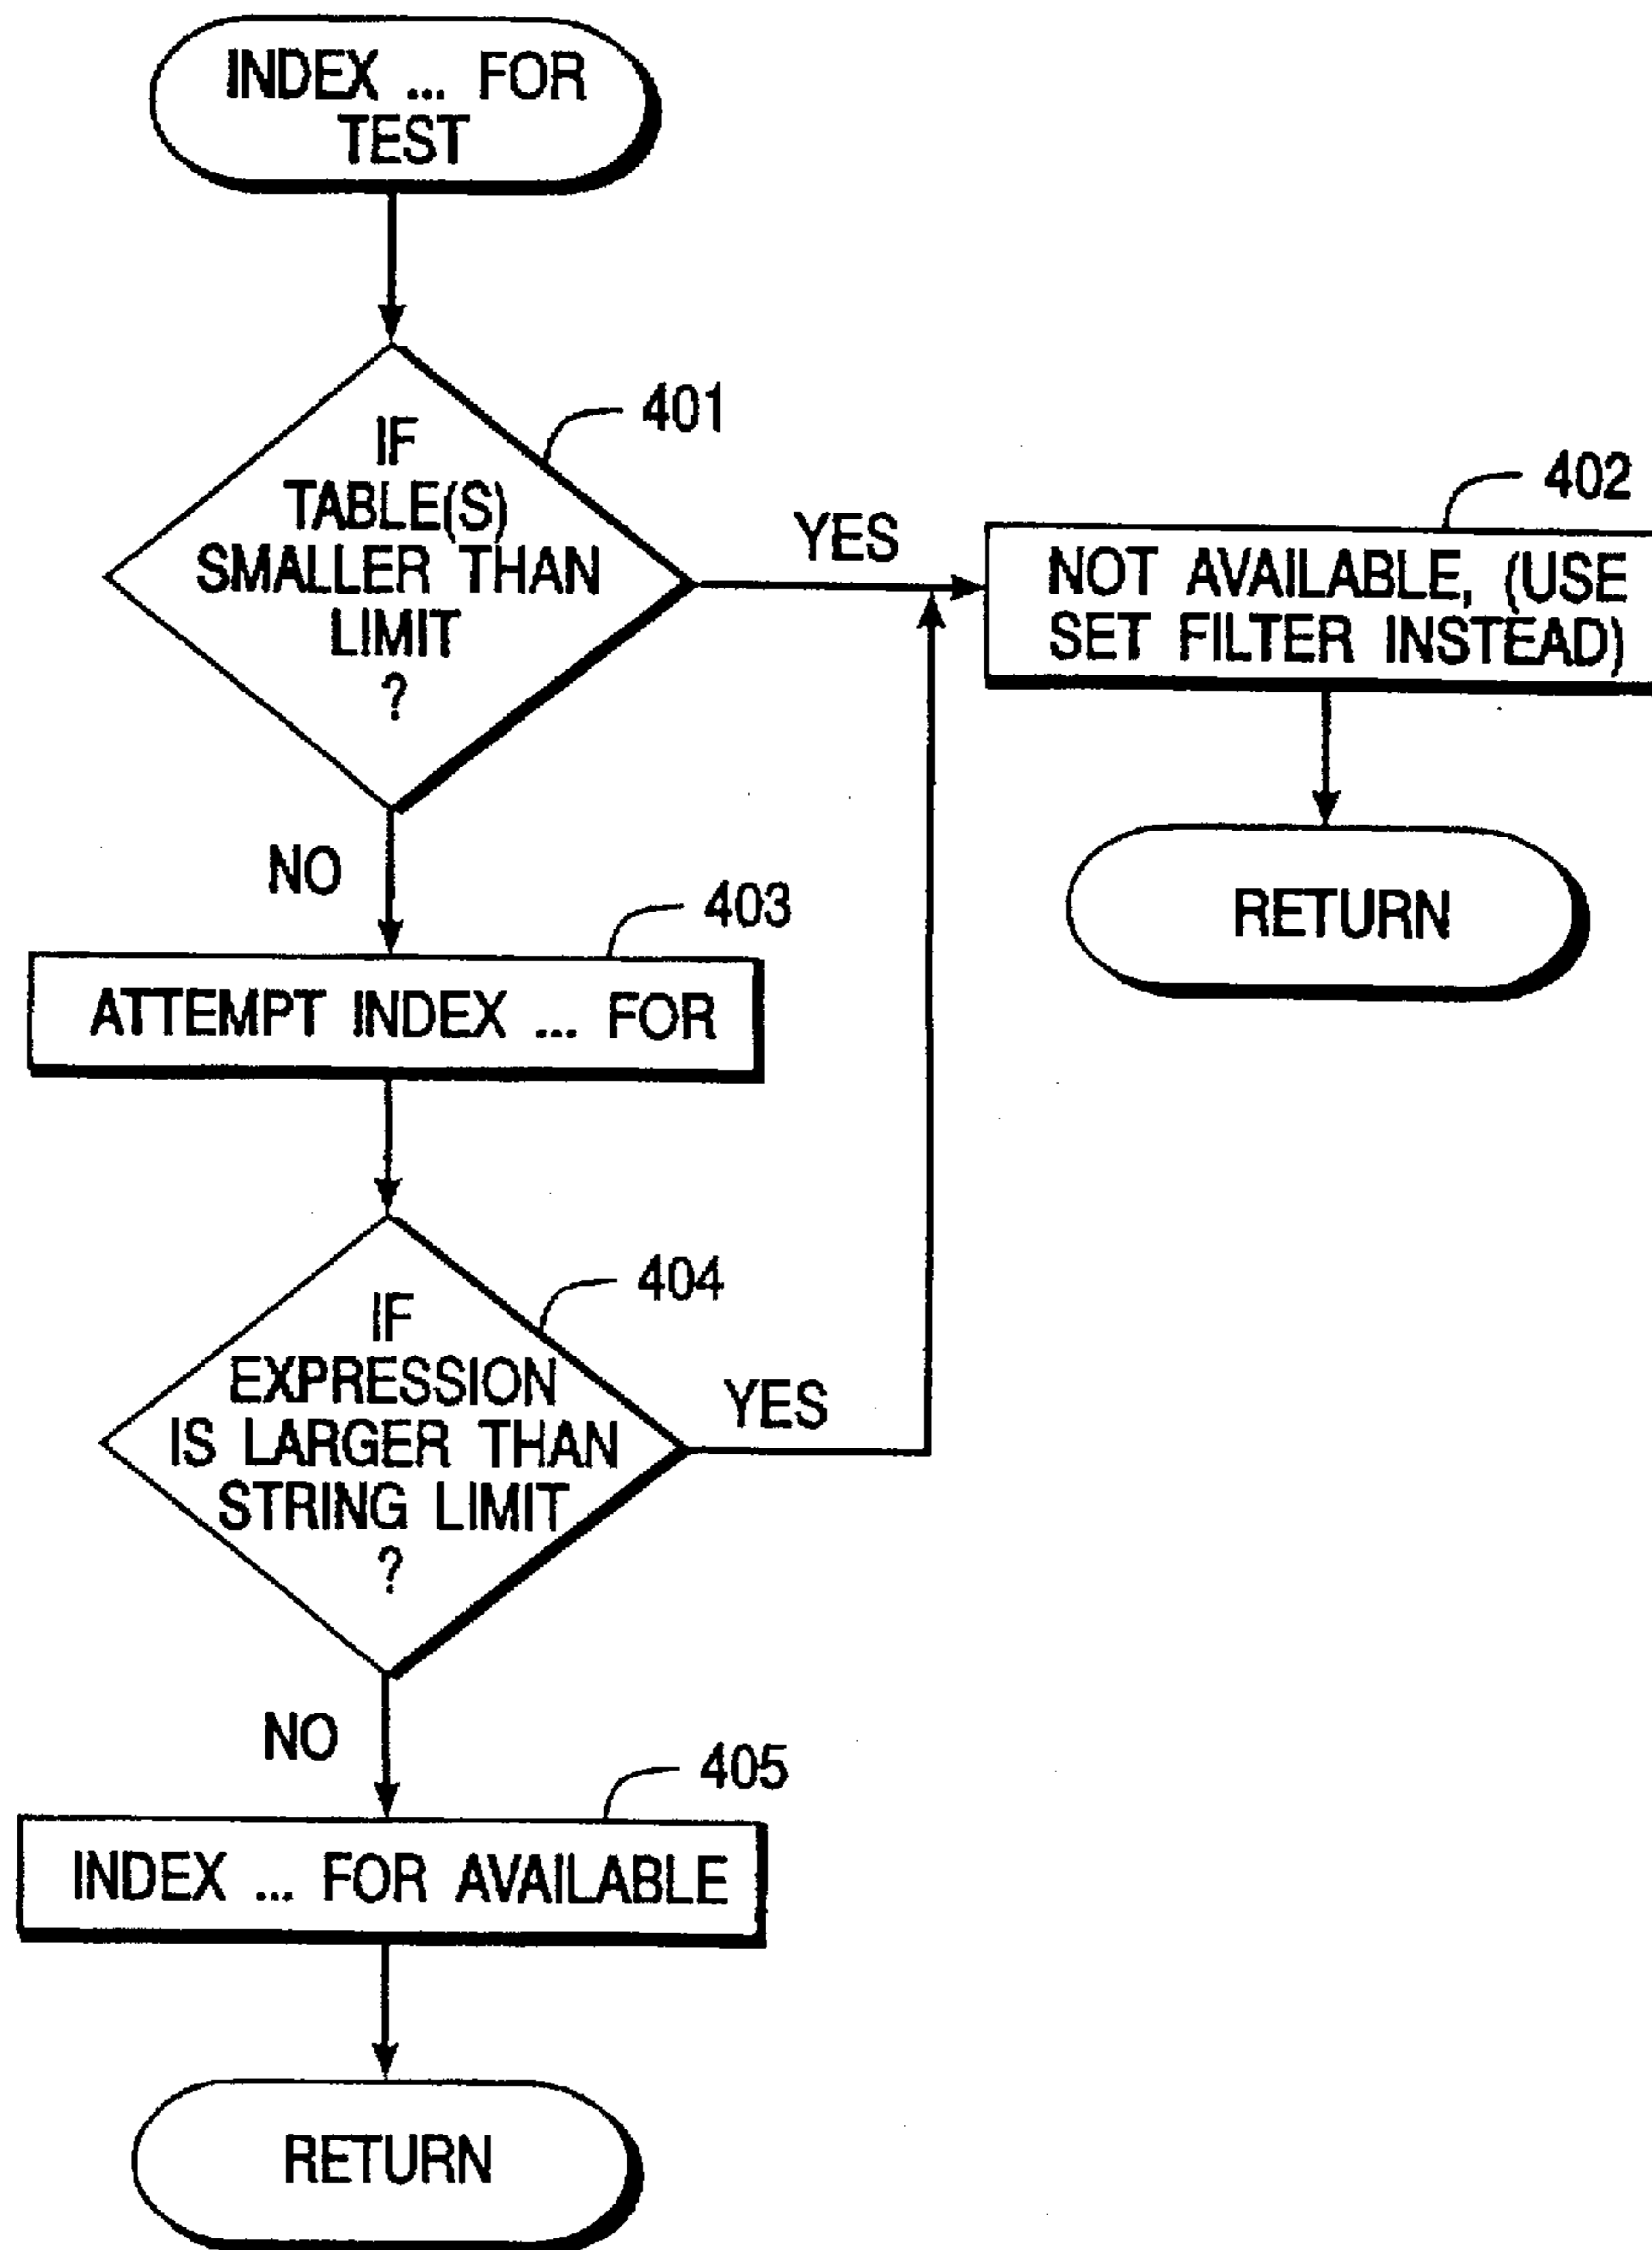 INDEX ... FOR
TEST
IF
TABLE(S)
SMALLER THAN
LIMIT
?
401
YES
402
NOT AVAILABLE, (USE
SET FILTER INSTEAD)
RETURN
NO
403
ATTEMPT INDEX ... FOR
IF
EXPRESSION
IS LARGER THAN
STRING LIMIT
?
404
YES
NO
405
INDEX ... FOR AVAILABLE
RETURN